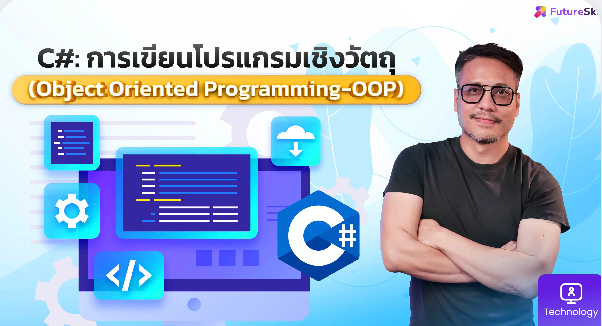 FutureSk.
C#: การเขียนโปรแกรมเชิงวัตถุ
(Object Oriented Programming-OOP)
C#
</>
Technology